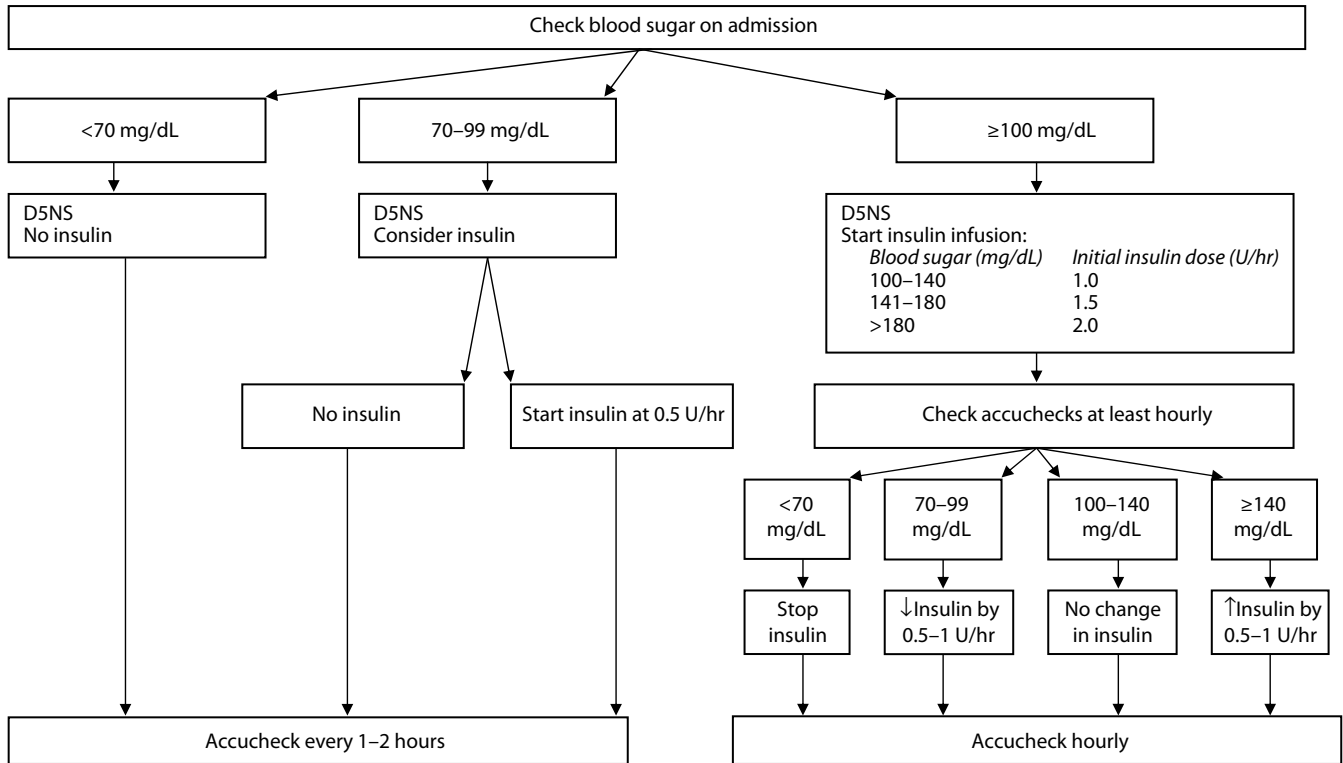 Check blood sugar on admission
<70 mg/dL
70–99 mg/dL
≥100 mg/dL
D5NS
No insulin
D5NS
Consider insulin
D5NS
Start insulin infusion:
Blood sugar (mg/dL) Initial insulin dose (U/hr)
100–140 1.0
141–180 1.5
>180 2.0
No insulin
Start insulin at 0.5 U/hr
Check accuchecks at least hourly
<70
mg/dL
70–99
mg/dL
100–140
mg/dL
≥140
mg/dL
Stop
insulin
↓Insulin by
0.5–1 U/hr
No change
in insulin
↑Insulin by
0.5–1 U/hr
Accucheck every 1–2 hours
Accucheck hourly